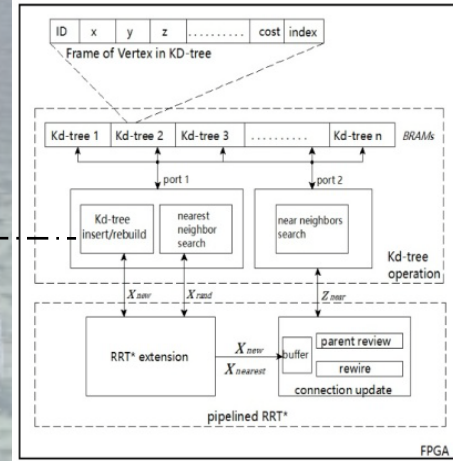 ID x y z .......... cost index
Frame of Vertex in KD-tree
Kd-tree 1 Kd-tree 2 Kd-tree 3 .......... Kd-tree n BRAMs
port 1 port 2
Kd-tree
insert/rebuild
nearest
neighbor
search
near neighbors
search
Kd-tree
operation
Xnew Xrand Znear
RRT* extension
Xnew
Xnearest
buffer
parent review
rewire
connection update
pipelined RRT*
FPGA